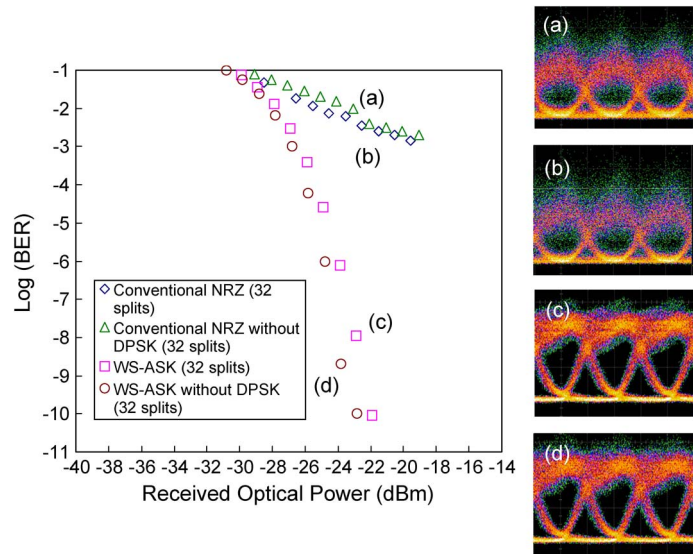 (a)
(b)
(c)
(d)
Log (BER)
-1
-2
-3
-4
-5
-6
-7
-8
-9
-10
-11
(a)
(b)
(c)
(d)
Conventional NRZ (32
splits)
Conventional NRZ without
DPSK (32 splits)
WS-ASK (32 splits)
WS-ASK without DPSK
(32 splits)
-40 -38 -36 -34 -32 -30 -28 -26 -24 -22 -20 -18 -16 -14
Received Optical Power (dBm)